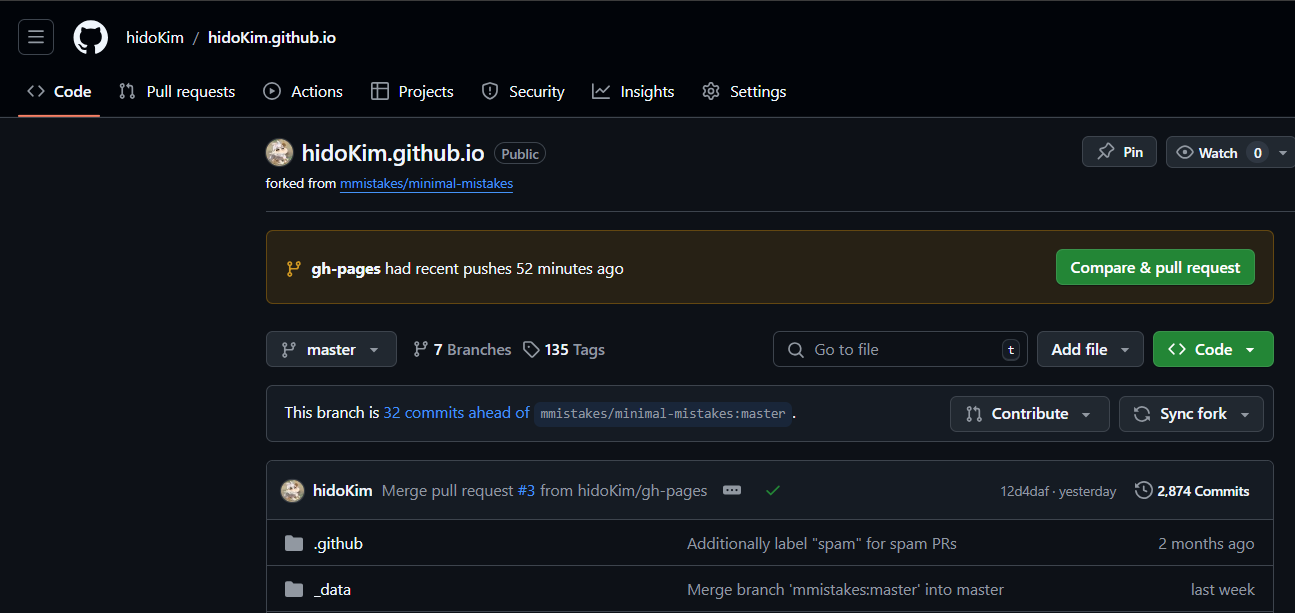 hidoKim / hidoKim.github.io
Code Pull requests Actions Projects Security Insights Settings
hidoKim.github.io Public
Pin Watch 0
forked from mmistakes/minimal-mistakes
gh-pages had recent pushes 52 minutes ago
Compare & pull request
master 7 Branches 135 Tags Go to file t Add file Code
This branch is 32 commits ahead of mmistakes/minimal-mistakes:master .
Contribute Sync fork
hidoKim Merge pull request #3 from hidoKim/gh-pages 12d4daf · yesterday 2,874 Commits
.github Additionally label "spam" for spam PRs 2 months ago
_data Merge branch 'mmistakes:master' into master last week